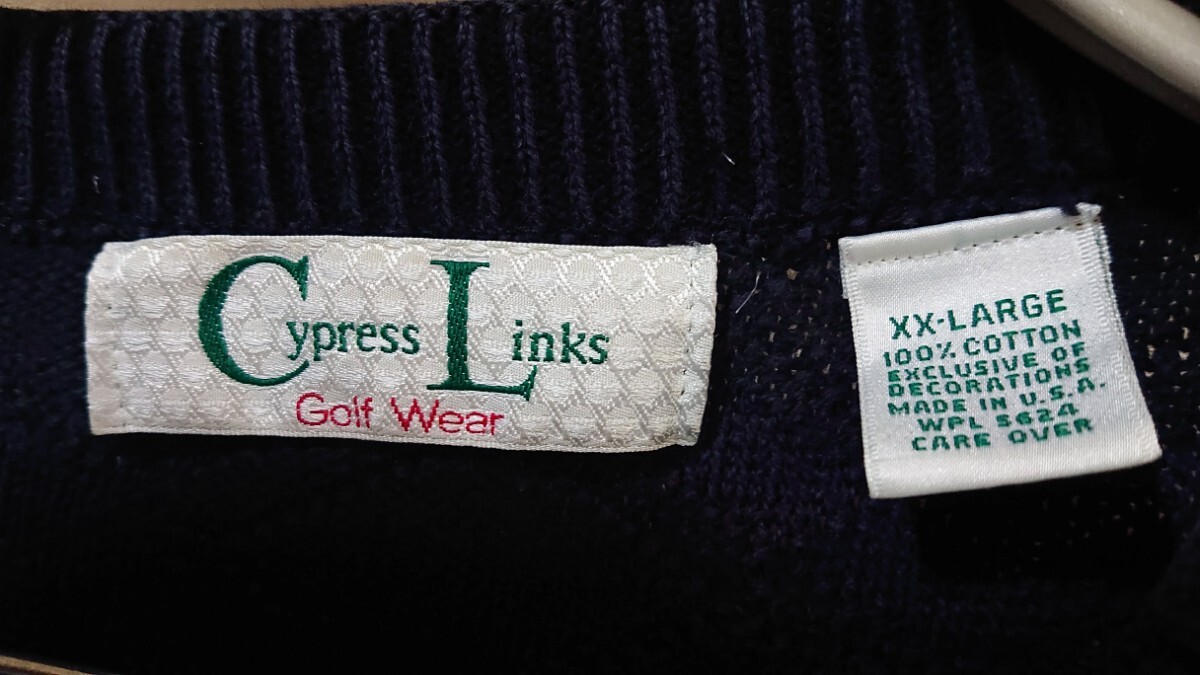 Cypress Links
Golf Wear
XX-LARGE
100% COTTON
EXCLUSIVE OF
DECORATIONS
MADE IN U.S.A.
WPL 5624
CARE OVER